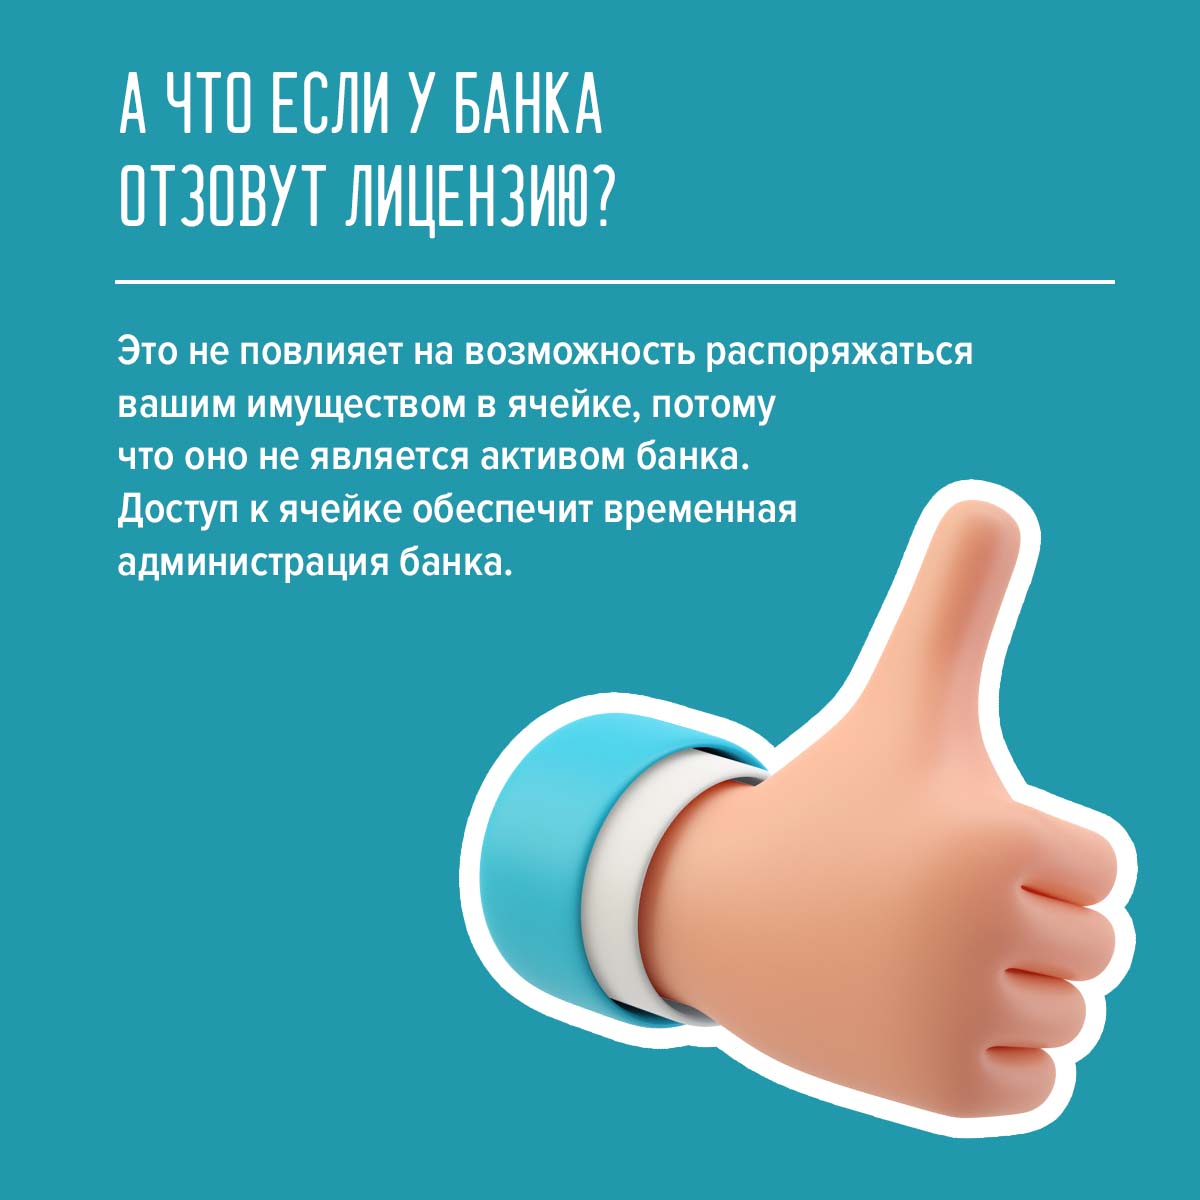 А ЧТО ЕСЛИ У БАНКА
ОТЗОВУТ ЛИЦЕНЗИЮ?
Это не повлияет на возможность распоряжаться
вашим имуществом в ячейке, потому
что оно не является активом банка.
Доступ к ячейке обеспечит временная
администрация банка.